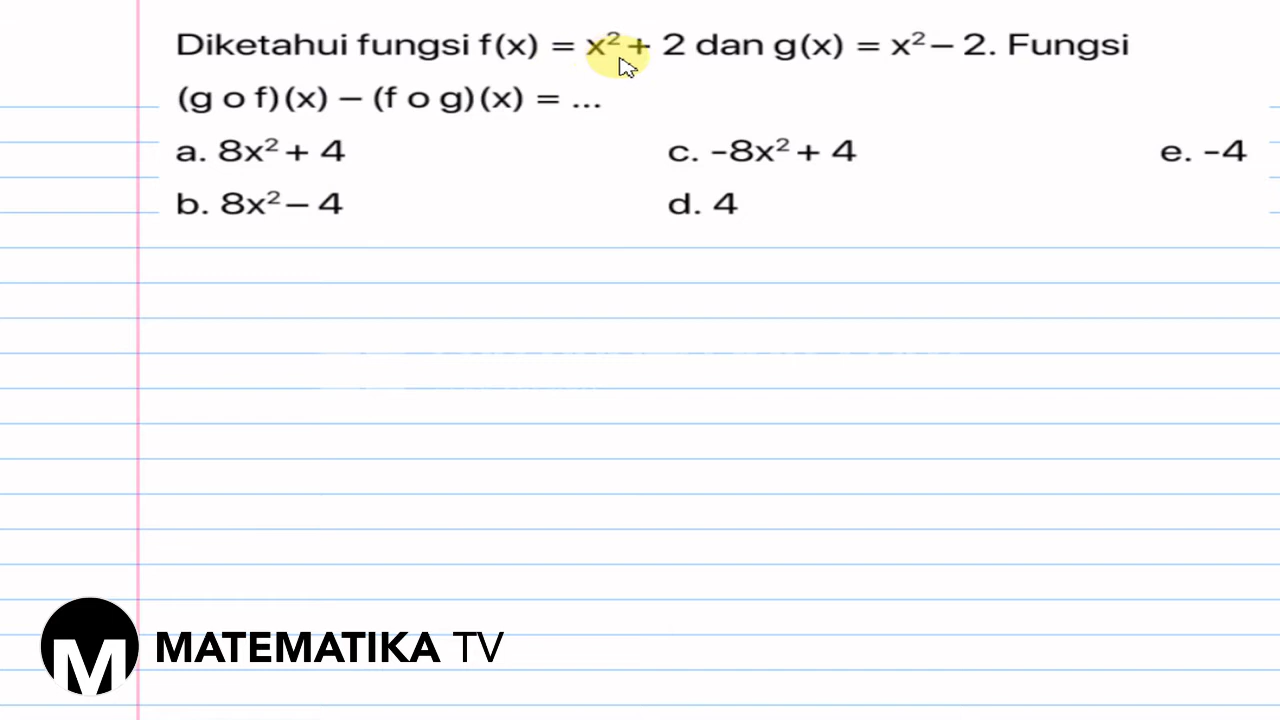 Diketahui fungsi f(x) = x² + 2 dan g(x) = x² – 2. Fungsi
(g o f)(x) – (f o g)(x) = ...
a. 8x² + 4 c. -8x² + 4 e. -4
b. 8x² – 4 d. 4
M MATEMATIKA TV